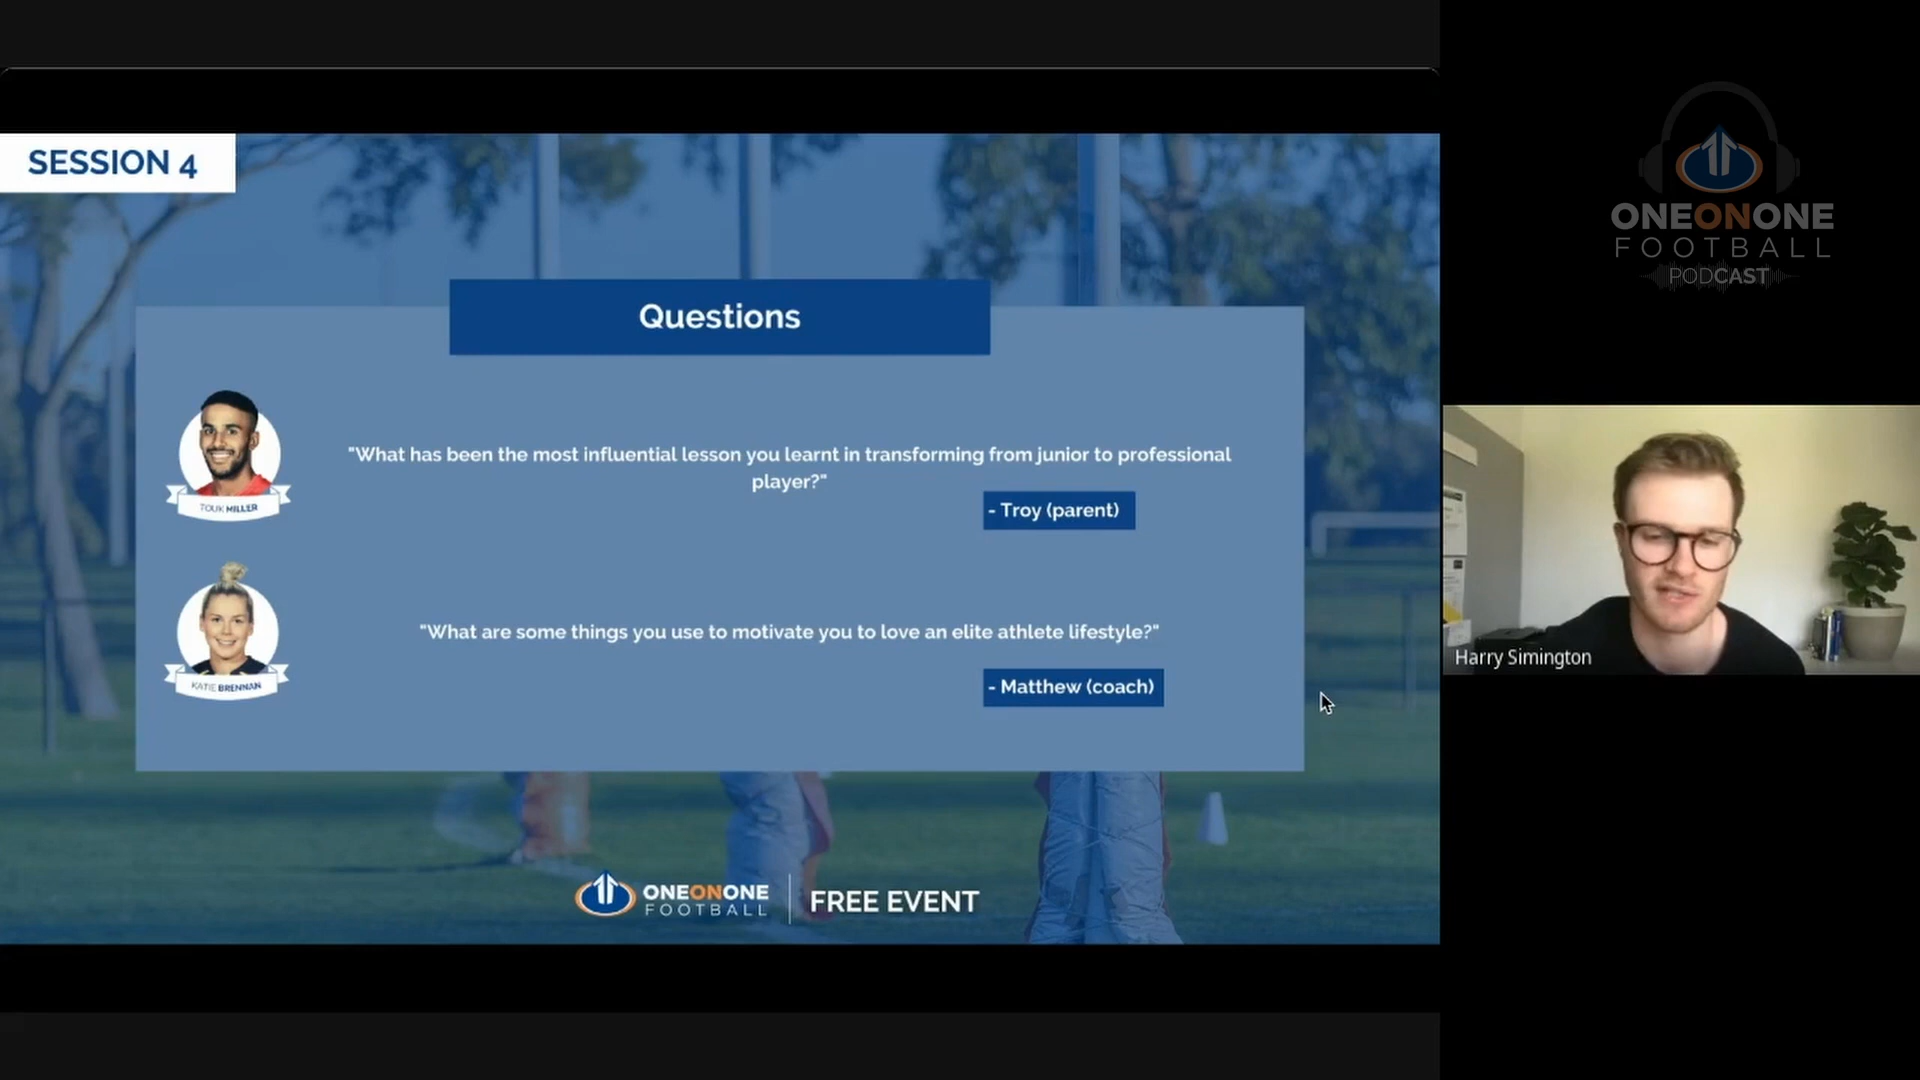 SESSION 4
Questions
"What has been the most influential lesson you learnt in transforming from junior to professional
player?"
- Troy (parent)
TOUK MILLER
"What are some things you use to motivate you to love an elite athlete lifestyle?"
- Matthew (coach)
KATIE BRENNAN
ONEONONE
FOOTBALL
FREE EVENT
ONEONONE
FOOTBALL
PODCAST
Harry Simington